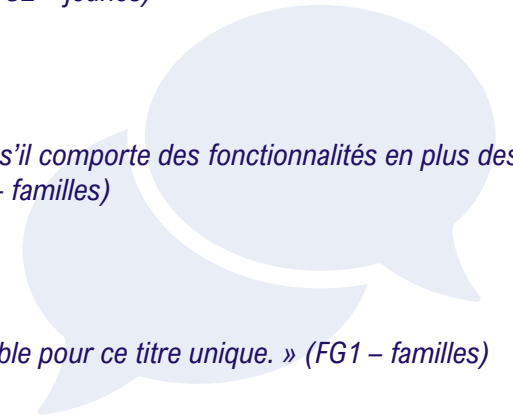 jeunes)
s’il comporte des fonctionnalités en plus des
- familles)
ble pour ce titre unique. » (FG1 – familles)